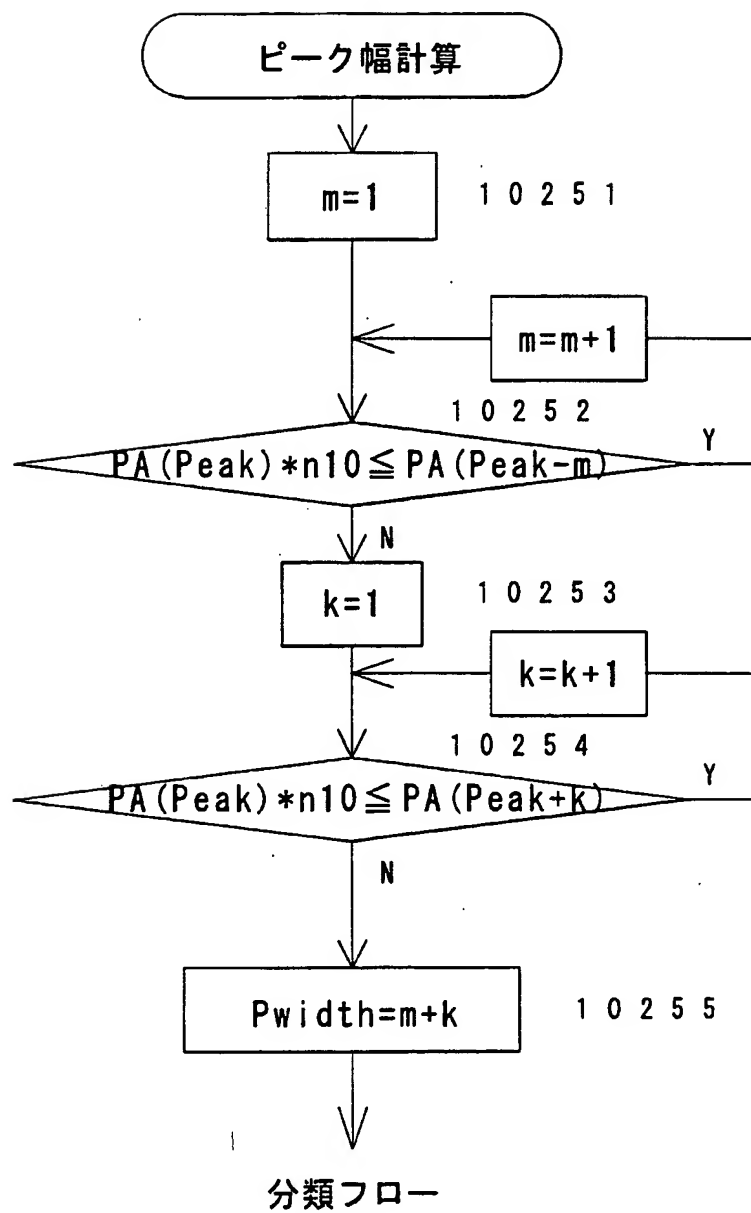 ピーク幅計算
m=1
10251
m=m+1
10252
PA(Peak)*n10≦PA(Peak-m)
Y
N
k=1
10253
k=k+1
10254
PA(Peak)*n10≦PA(Peak+k)
Y
N
Pwidth=m+k
10255
分類フロー